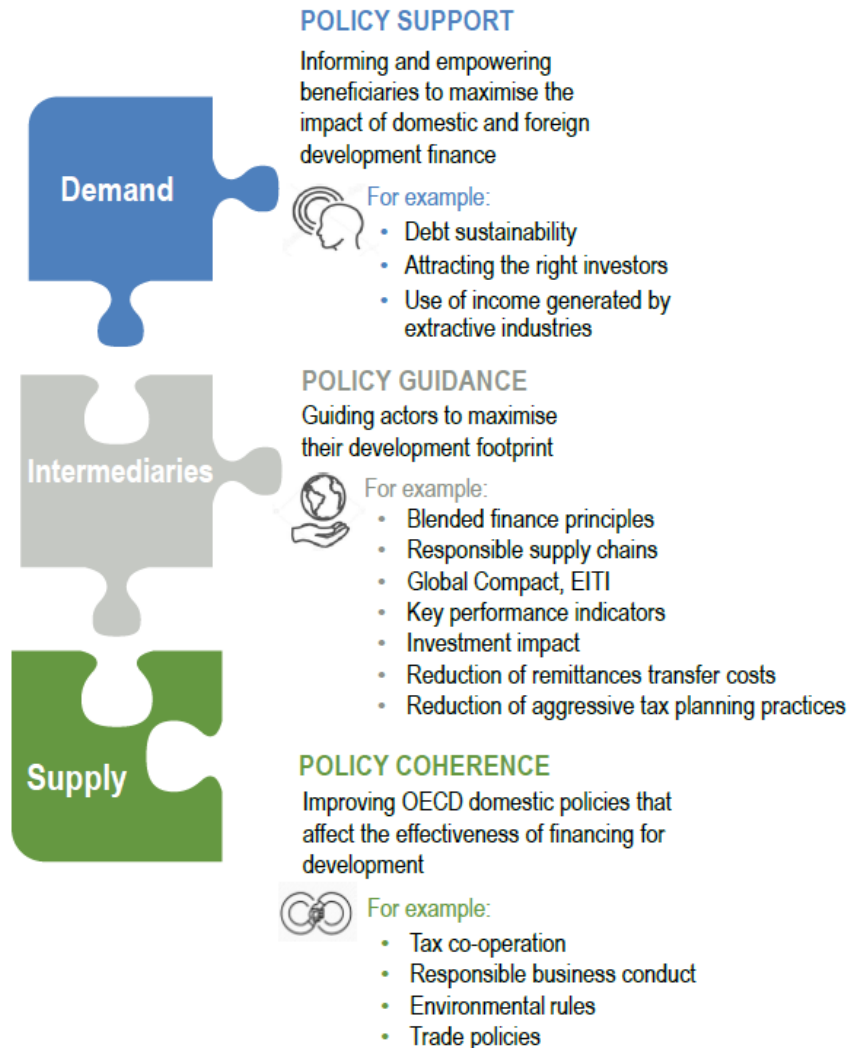 POLICY SUPPORT
Informing and empowering
beneficiaries to maximise the
impact of domestic and foreign
development finance
Demand
For example:
• Debt sustainability
• Attracting the right investors
• Use of income generated by
extractive industries
POLICY GUIDANCE
Guiding actors to maximise
their development footprint
Intermediaries
For example:
• Blended finance principles
• Responsible supply chains
• Global Compact, EITI
• Key performance indicators
• Investment impact
• Reduction of remittances transfer costs
• Reduction of aggressive tax planning practices
POLICY COHERENCE
Supply
Improving OECD domestic policies that
affect the effectiveness of financing for
development
For example:
• Tax co-operation
• Responsible business conduct
• Environmental rules
• Trade policies